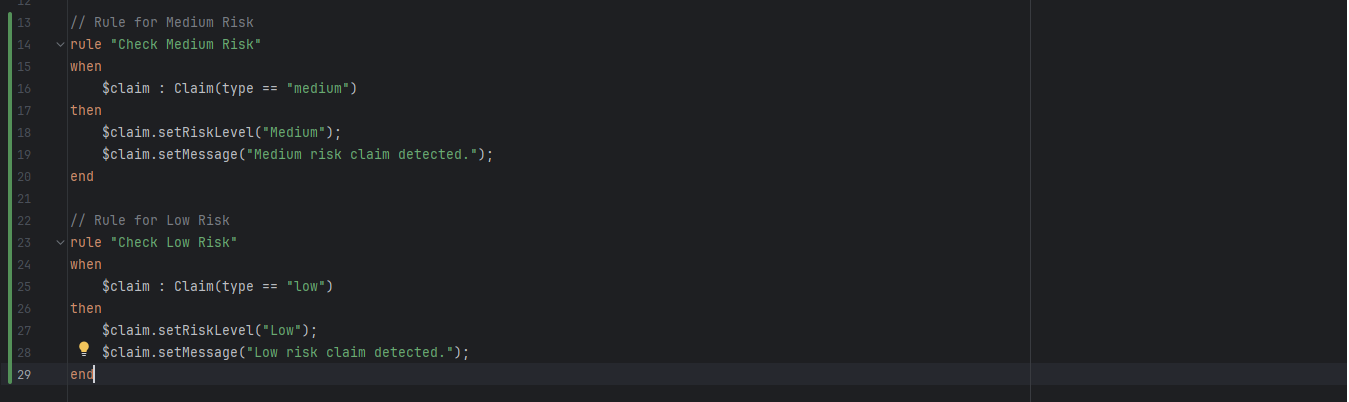 12
13 // Rule for Medium Risk
14 rule "Check Medium Risk"
15 when
16 $claim : Claim(type == "medium")
17 then
18 $claim.setRiskLevel("Medium");
19 $claim.setMessage("Medium risk claim detected.");
20 end
21
22 // Rule for Low Risk
23 rule "Check Low Risk"
24 when
25 $claim : Claim(type == "low")
26 then
27 $claim.setRiskLevel("Low");
28 $claim.setMessage("Low risk claim detected.");
29 end